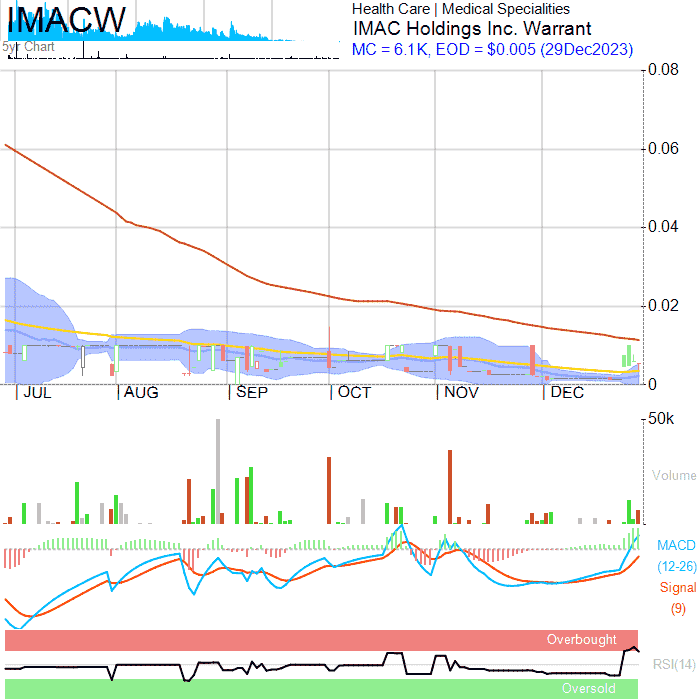 IMACW
Health Care | Medical Specialities
IMAC Holdings Inc. Warrant
MC = 6.1K, EOD = $0.005 (29Dec2023)
5yr Chart
0.08
0.06
0.04
0.02
0
JUL AUG SEP OCT NOV DEC
50k
Volume
MACD
(12-26)
Signal
(9)
Overbought
RSI(14)
Oversold